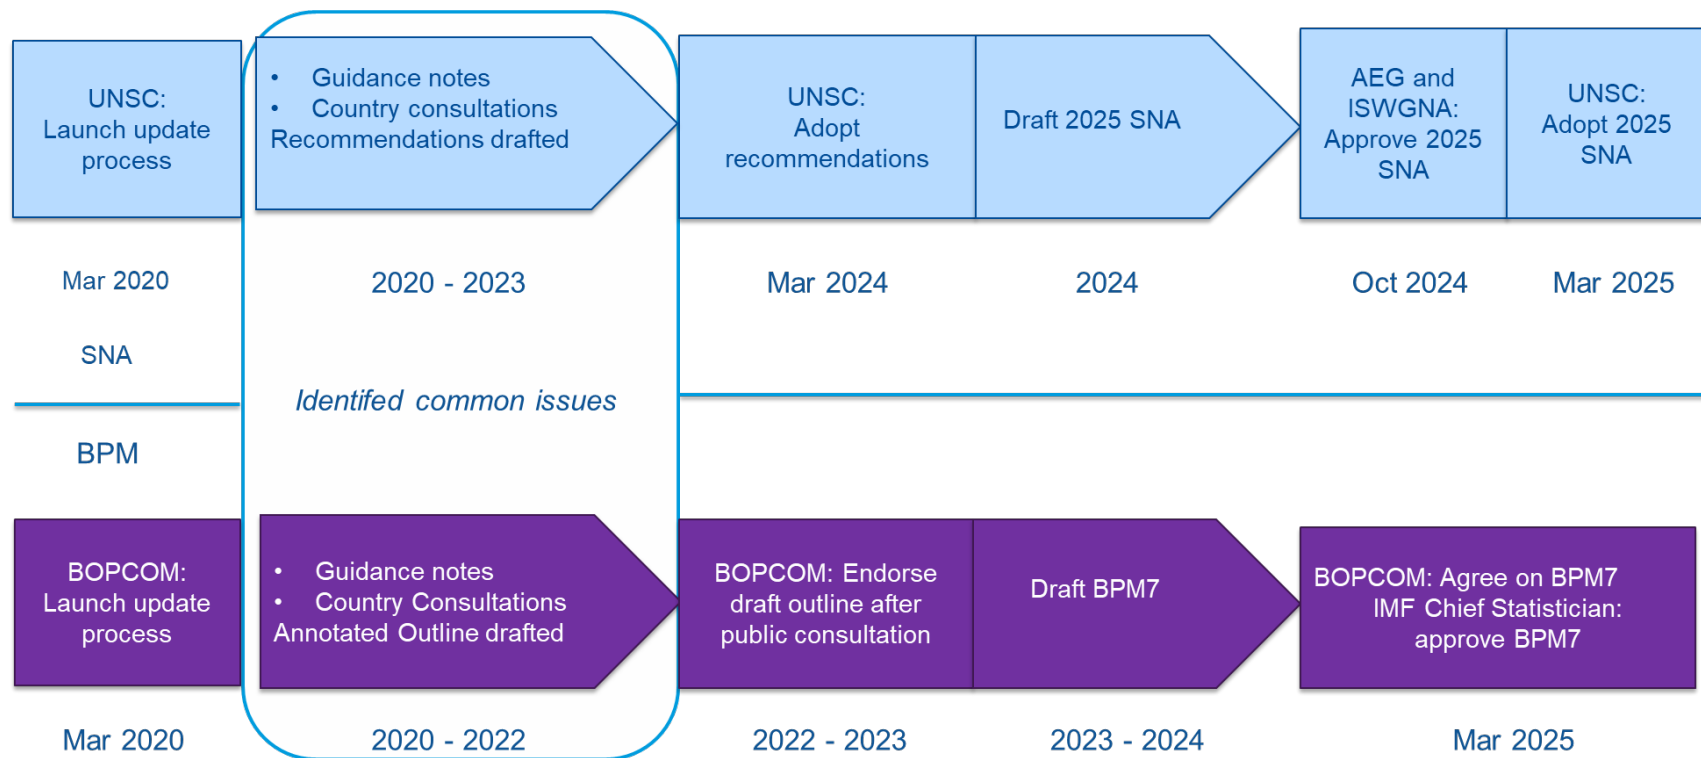 UNSC:
Launch update
process
• Guidance notes
• Country consultations
Recommendations drafted
UNSC:
Adopt
recommendations
Draft 2025 SNA
AEG and
ISWGNA:
Approve 2025
SNA
UNSC:
Adopt 2025
SNA
Mar 2020
2020 - 2023
Mar 2024
2024
Oct 2024
Mar 2025
SNA
Identifed common issues
BPM
BOPCOM:
Launch update
process
• Guidance notes
• Country Consultations
Annotated Outline drafted
BOPCOM: Endorse
draft outline after
public consultation
Draft BPM7
BOPCOM: Agree on BPM7
IMF Chief Statistician:
approve BPM7
Mar 2020
2020 - 2022
2022 - 2023
2023 - 2024
Mar 2025